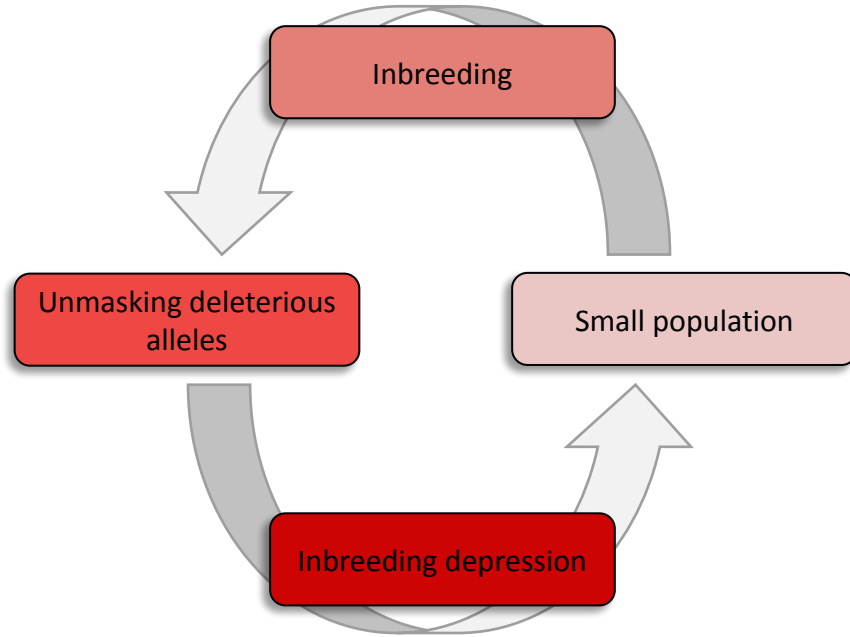 Inbreeding
Unmasking deleterious
alleles
Small population
Inbreeding depression